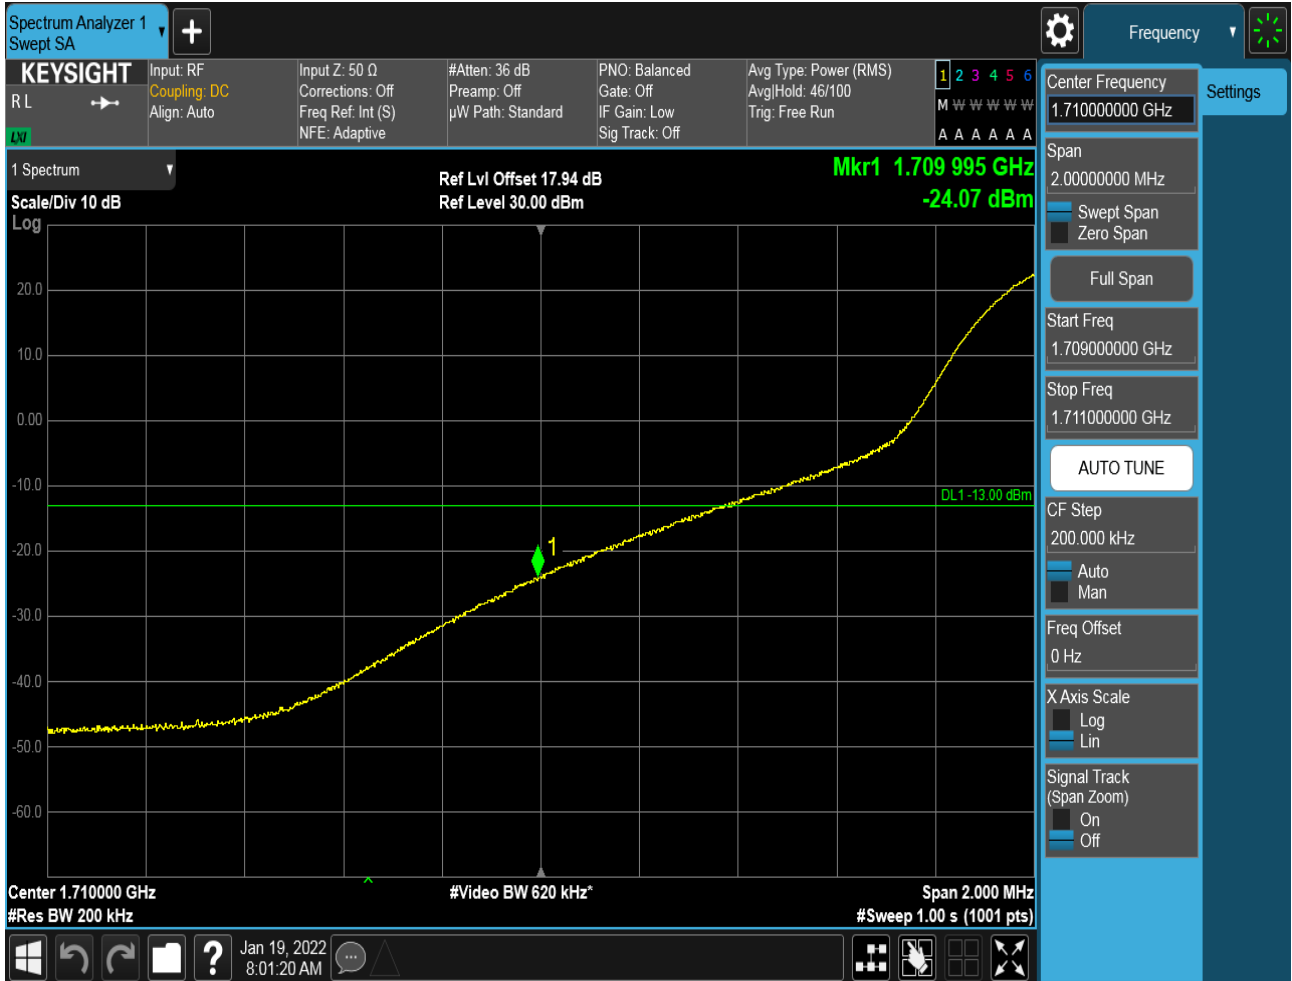 Spectrum Analyzer 1
Swept SA
Frequency
KEYSIGHT
R L
LXI
Input: RF
Coupling: DC
Align: Auto
Input Z: 50 Ω
Corrections: Off
Freq Ref: Int (S)
NFE: Adaptive
#Atten: 36 dB
Preamp: Off
µW Path: Standard
PNO: Balanced
Gate: Off
IF Gain: Low
Sig Track: Off
Avg Type: Power (RMS)
Avg|Hold: 46/100
Trig: Free Run
1 2 3 4 5 6
M W W W W W
A A A A A A
1 Spectrum
Scale/Div 10 dB
Log
Ref Lvl Offset 17.94 dB
Ref Level 30.00 dBm
Mkr1 1.709 995 GHz
-24.07 dBm
20.0
10.0
0.00
-10.0
DL1 -13.00 dBm
-20.0
1
-30.0
-40.0
-50.0
-60.0
Center 1.710000 GHz
#Video BW 620 kHz*
Span 2.000 MHz
#Res BW 200 kHz
#Sweep 1.00 s (1001 pts)
Jan 19, 2022
8:01:20 AM
Center Frequency
1.710000000 GHz
Settings
Span
2.00000000 MHz
Swept Span
Zero Span
Full Span
Start Freq
1.709000000 GHz
Stop Freq
1.711000000 GHz
AUTO TUNE
CF Step
200.000 kHz
Auto
Man
Freq Offset
0 Hz
X Axis Scale
Log
Lin
Signal Track
(Span Zoom)
On
Off